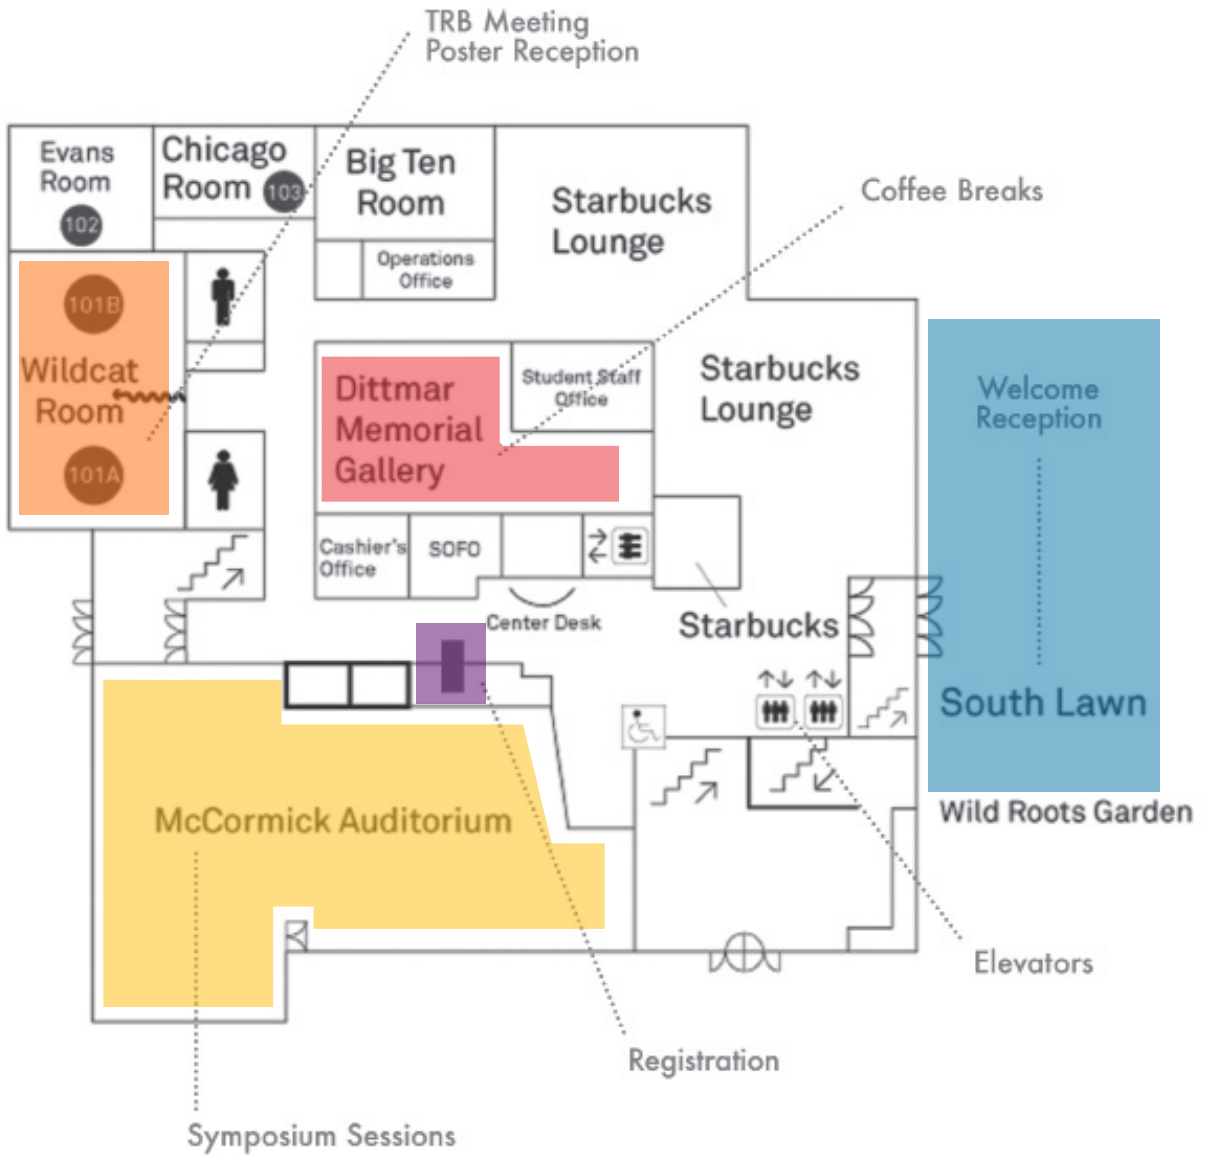 TRB Meeting
Poster Reception
Evans
Room
102
Chicago
Room 103
Big Ten
Room
Starbucks
Lounge
Coffee Breaks
Operations
Office
101B
Wildcat
Room
101A
Dittmar
Memorial
Gallery
Student Staff
Office
Starbucks
Lounge
Welcome
Reception
Cashier's
Office
SOFO
Center Desk
Starbucks
South Lawn
Wild Roots Garden
McCormick Auditorium
Elevators
Registration
Symposium Sessions